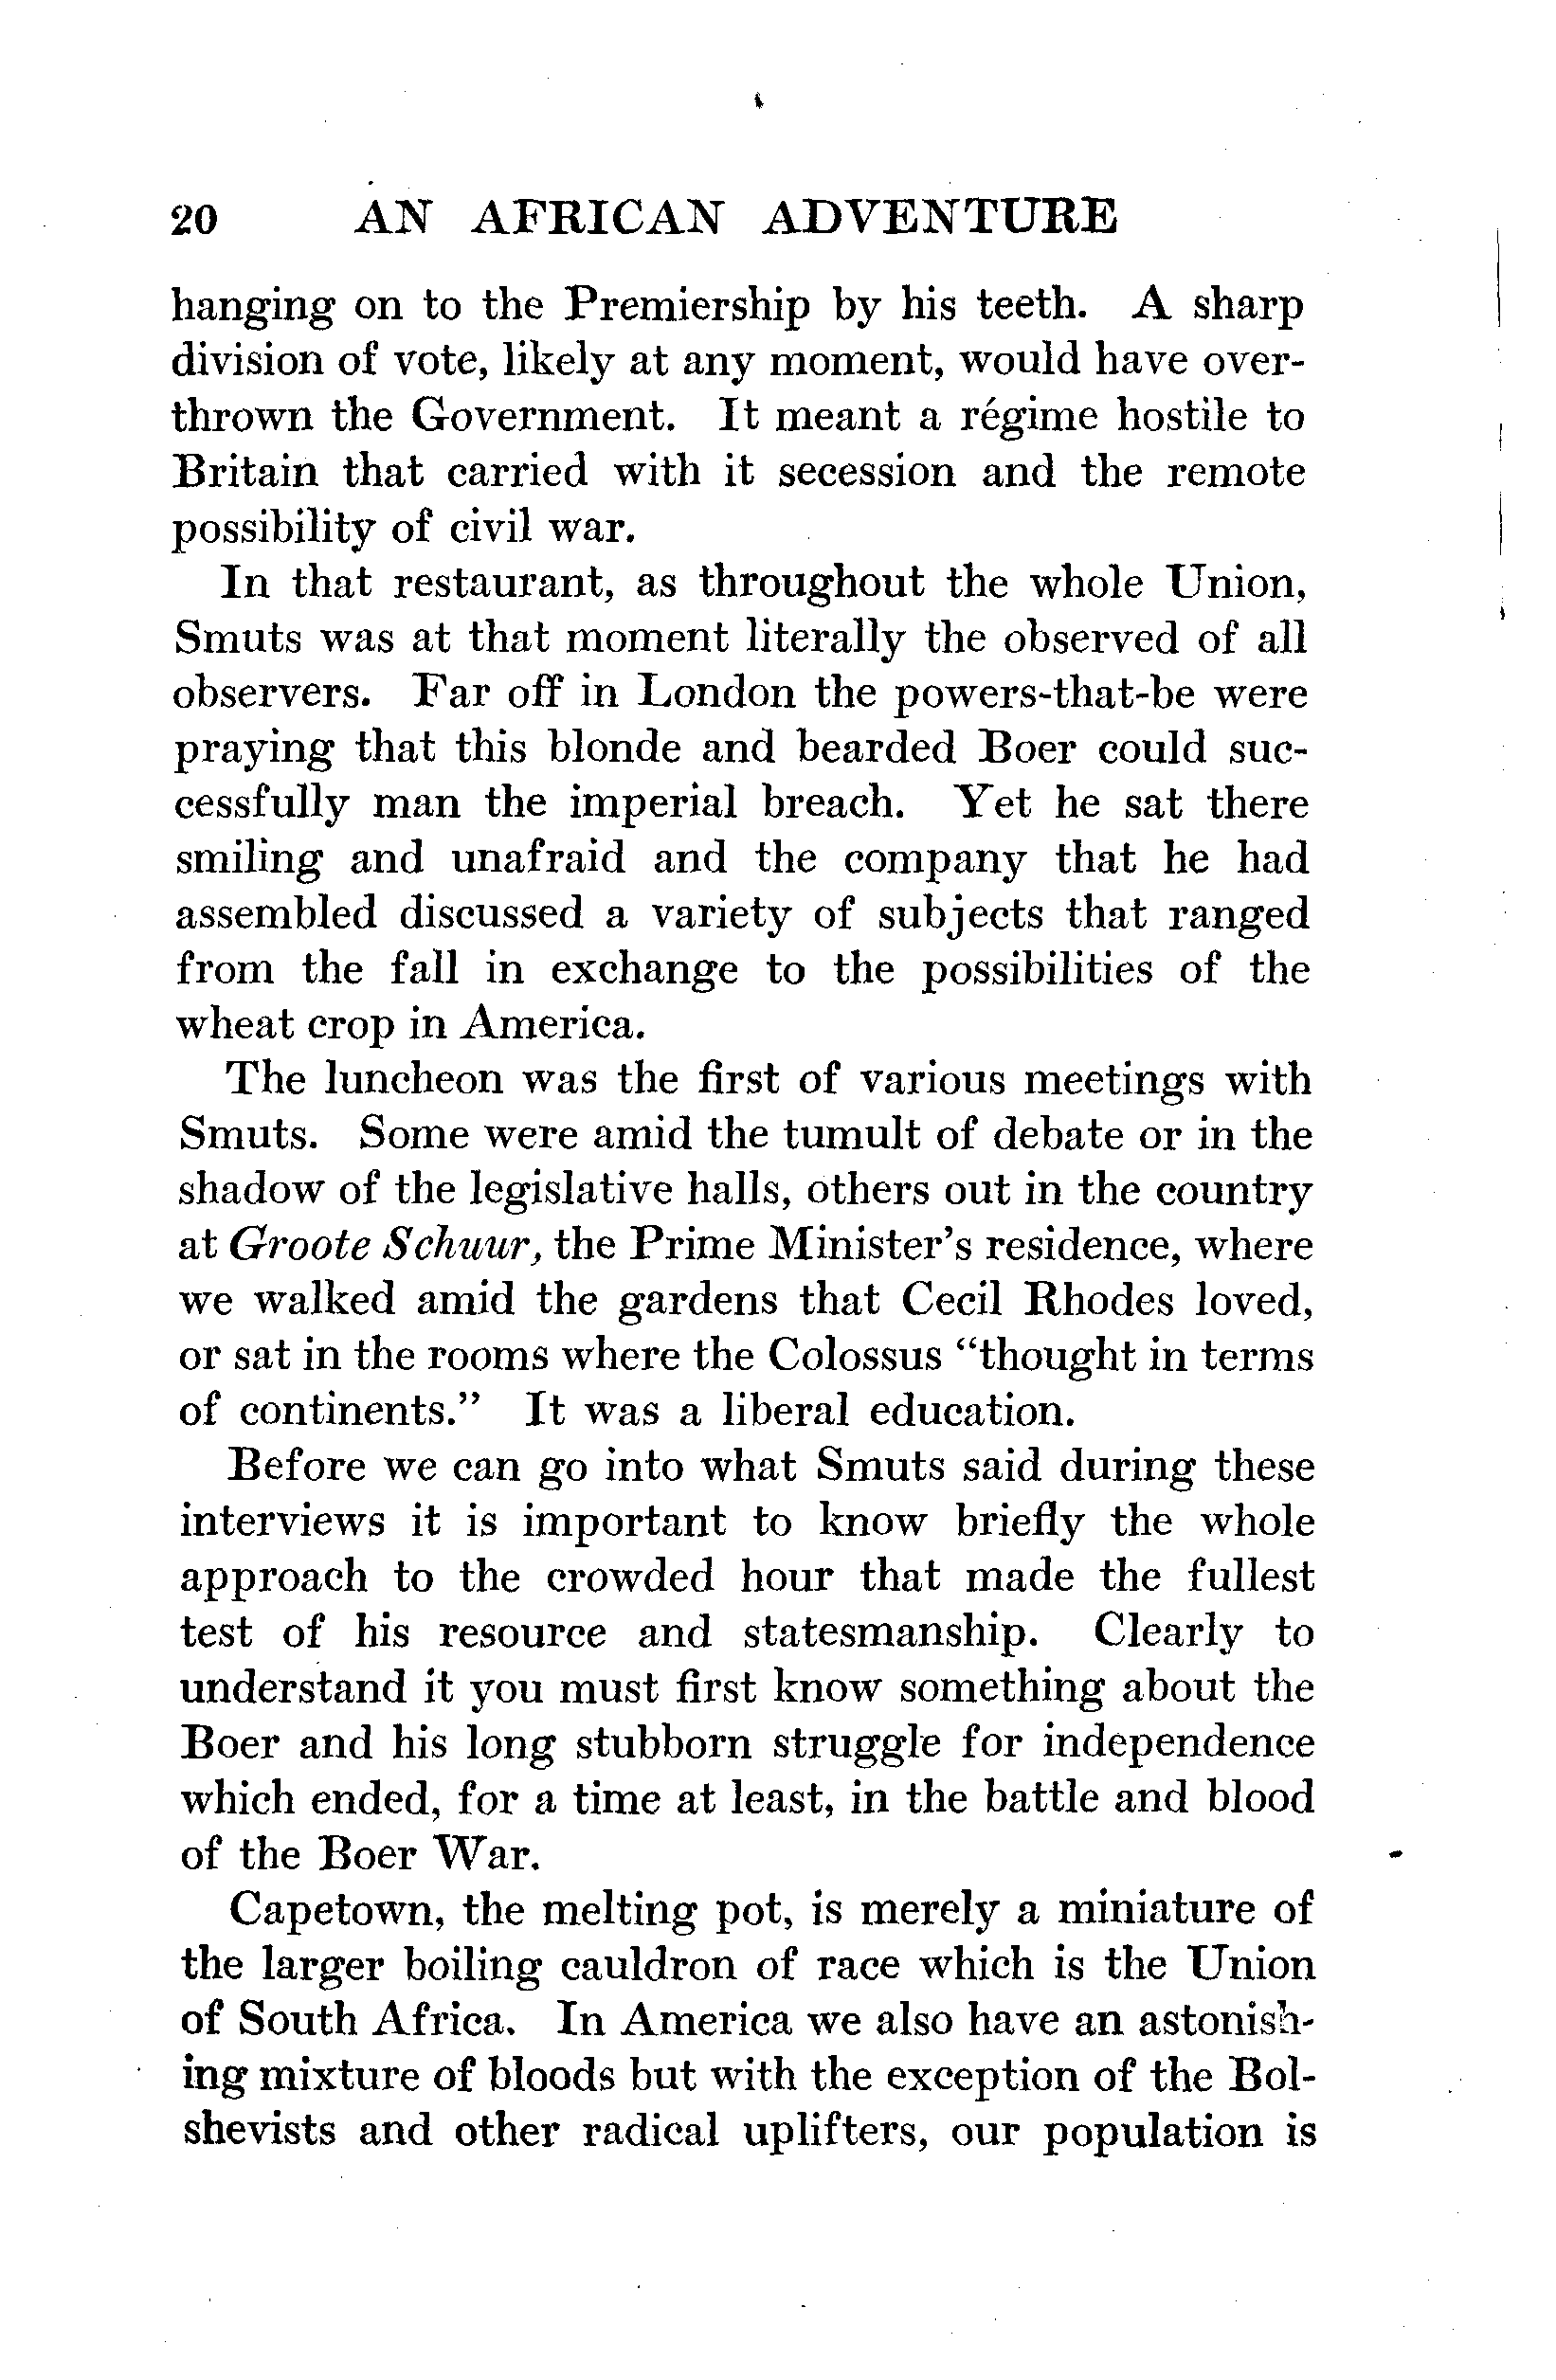 20 AN AFRICAN ADVENTURE
hanging on to the Premiership by his teeth. A sharp
division of vote, likely at any moment, would have over-
thrown the Government. It meant a régime hostile to
Britain that carried with it secession and the remote
possibility of civil war.
In that restaurant, as throughout the whole Union,
Smuts was at that moment literally the observed of all
observers. Far off in London the powers-that-be were
praying that this blonde and bearded Boer could suc-
cessfully man the imperial breach. Yet he sat there
smiling and unafraid and the company that he had
assembled discussed a variety of subjects that ranged
from the fall in exchange to the possibilities of the
wheat crop in America.
The luncheon was the first of various meetings with
Smuts. Some were amid the tumult of debate or in the
shadow of the legislative halls, others out in the country
at Groote Schuur, the Prime Minister's residence, where
we walked amid the gardens that Cecil Rhodes loved,
or sat in the rooms where the Colossus "thought in terms
of continents." It was a liberal education.
Before we can go into what Smuts said during these
interviews it is important to know briefly the whole
approach to the crowded hour that made the fullest
test of his resource and statesmanship. Clearly to
understand it you must first know something about the
Boer and his long stubborn struggle for independence
which ended, for a time at least, in the battle and blood
of the Boer War.
Capetown, the melting pot, is merely a miniature of
the larger boiling cauldron of race which is the Union
of South Africa. In America we also have an astonish-
ing mixture of bloods but with the exception of the Bol-
shevists and other radical uplifters, our population is